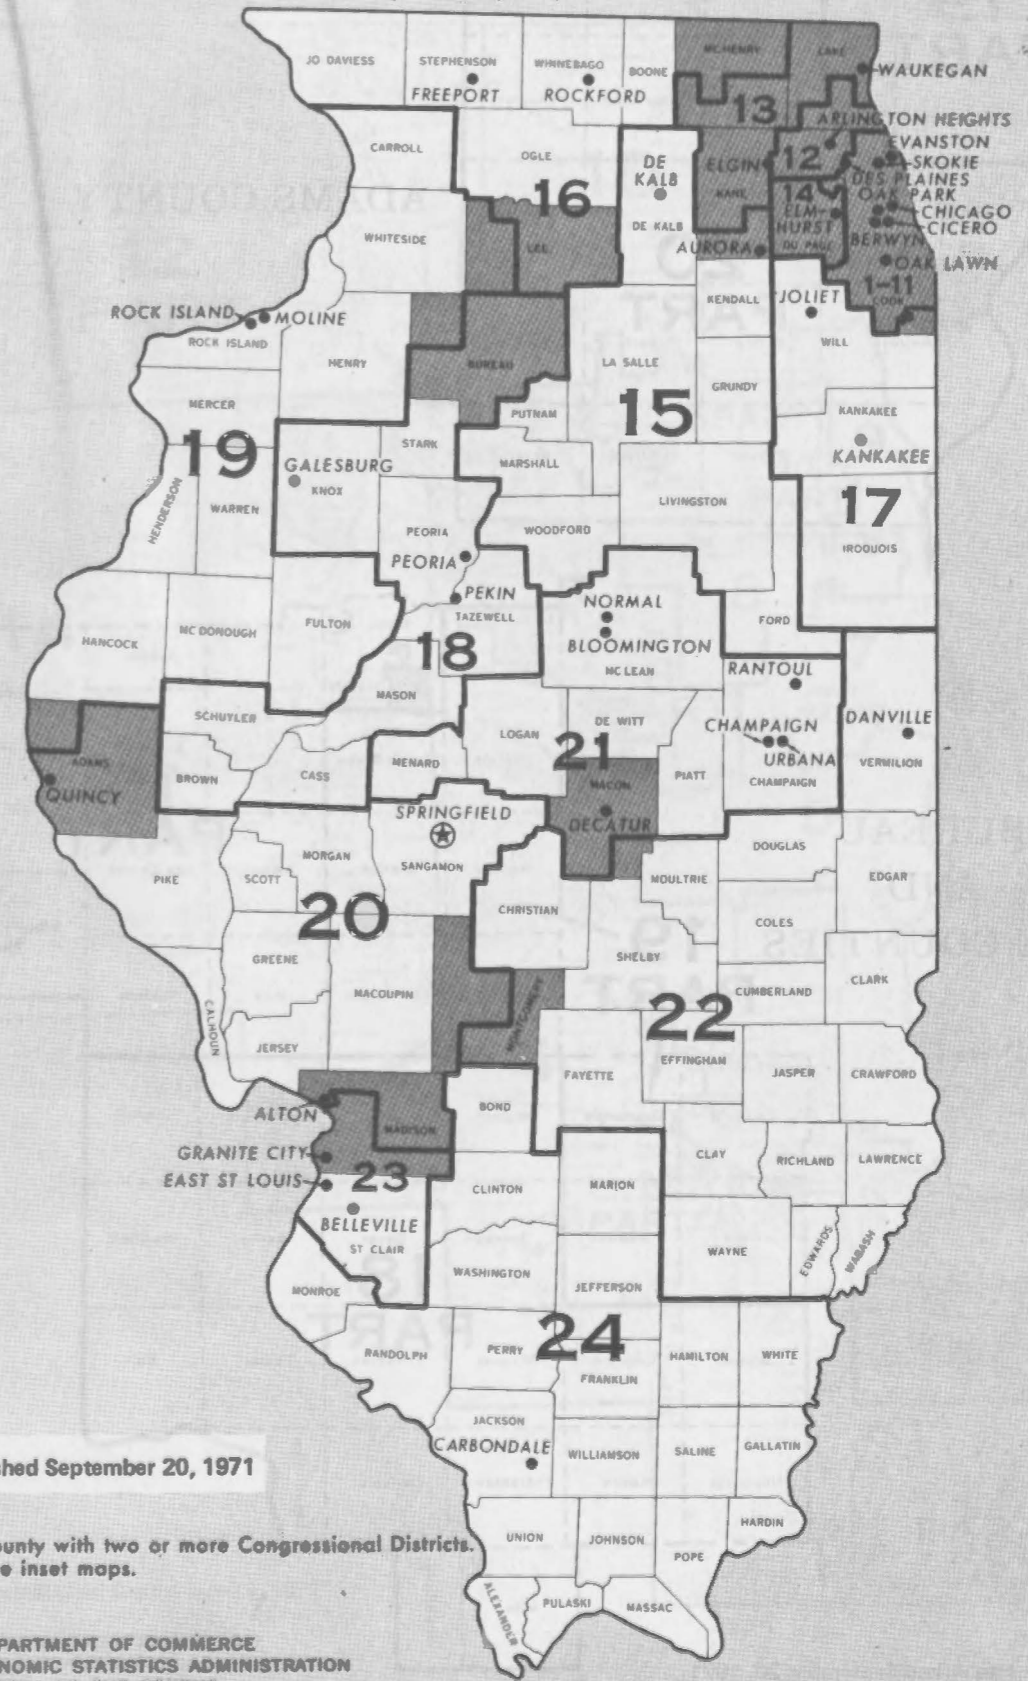 JO DAVIESS
STEPHENSON
FREEPORT
WINNEBAGO
ROCKFORD
BOONE
MCHENRY
LAKE
WAUKEGAN
13
ARLINGTON HEIGHTS
EVANSTON
SKOKIE
12
DES PLAINES
OAK PARK
CHICAGO
CICERO
BERWYN
OAK LAWN
1-11
COOK
CARROLL
OGLE
16
DE KALB
DE KALB
ELGIN
KANE
14
ELM-
HURST
DU PAGE
AURORA
WHITESIDE
LEE
KENDALL
JOLIET
WILL
ROCK ISLAND
MOLINE
ROCK ISLAND
HENRY
BUREAU
LA SALLE
15
GRUNDY
MERCER
PUTNAM
KANKAKEE
KANKAKEE
19
STARK
MARSHALL
GALESBURG
KNOX
HENDERSON
WARREN
LIVINGSTON
17
IROQUOIS
PEORIA
PEORIA
WOODFORD
PEKIN
TAZEWELL
NORMAL
BLOOMINGTON
MC LEAN
FORD
HANCOCK
MC DONOUGH
FULTON
18
MASON
RANTOUL
SCHUYLER
LOGAN
DE WITT
21
CHAMPAIGN
URBANA
CHAMPAIGN
DANVILLE
VERMILION
ADAMS
QUINCY
BROWN
CASS
MENARD
MACON
DECATUR
PIATT
SPRINGFIELD
SANGAMON
MORGAN
SCOTT
PIKE
20
CHRISTIAN
MOULTRIE
DOUGLAS
EDGAR
COLES
GREENE
MACOUPIN
SHELBY
CUMBERLAND
CLARK
CALHOUN
JERSEY
MONTGOMERY
22
FAYETTE
EFFINGHAM
JASPER
CRAWFORD
ALTON
MADISON
BOND
GRANITE CITY
EAST ST LOUIS
23
CLAY
RICHLAND
LAWRENCE
BELLEVILLE
ST CLAIR
CLINTON
MARION
WAYNE
EDWARDS
WABASH
MONROE
WASHINGTON
JEFFERSON
RANDOLPH
PERRY
24
FRANKLIN
HAMILTON
WHITE
JACKSON
CARBONDALE
WILLIAMSON
SALINE
GALLATIN
UNION
JOHNSON
POPE
HARDIN
ALEXANDER
PULASKI
MASSAC
shed September 20, 1971
ounty with two or more Congressional Districts.
e inset maps.
PARTMENT OF COMMERCE
NOMIC STATISTICS ADMINISTRATION